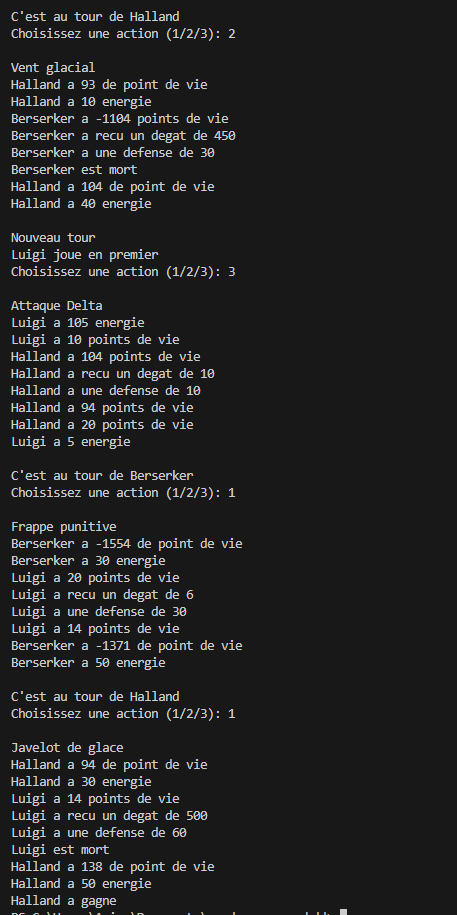 C'est au tour de Halland
Choisissez une action (1/2/3): 2
Vent glacial
Halland a 93 de point de vie
Halland a 10 energie
Berserker a -1104 points de vie
Berserker a recu un degat de 450
Berserker a une defense de 30
Berserker est mort
Halland a 104 de point de vie
Halland a 40 energie
Nouveau tour
Luigi joue en premier
Choisissez une action (1/2/3): 3
Attaque Delta
Luigi a 105 energie
Luigi a 10 points de vie
Halland a 104 points de vie
Halland a recu un degat de 10
Halland a une defense de 10
Halland a 94 points de vie
Halland a 20 points de vie
Luigi a 5 energie
C'est au tour de Berserker
Choisissez une action (1/2/3): 1
Frappe punitive
Berserker a -1554 de point de vie
Berserker a 30 energie
Luigi a 20 points de vie
Luigi a recu un degat de 6
Luigi a une defense de 30
Luigi a 14 points de vie
Berserker a -1371 de point de vie
Berserker a 50 energie
C'est au tour de Halland
Choisissez une action (1/2/3): 1
Javelot de glace
Halland a 94 de point de vie
Halland a 30 energie
Luigi a 14 points de vie
Luigi a recu un degat de 500
Luigi a une defense de 60
Luigi est mort
Halland a 138 de point de vie
Halland a 50 energie
Halland a gagne